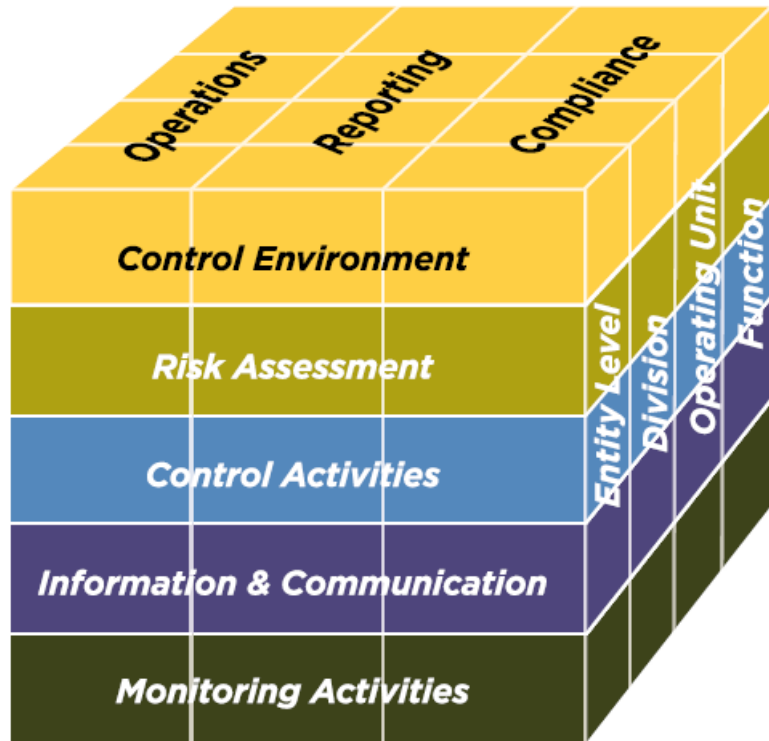 Operations
Reporting
Compliance
Control Environment
Risk Assessment
Control Activities
Information & Communication
Monitoring Activities
Entity Level
Division
Operating Unit
Function